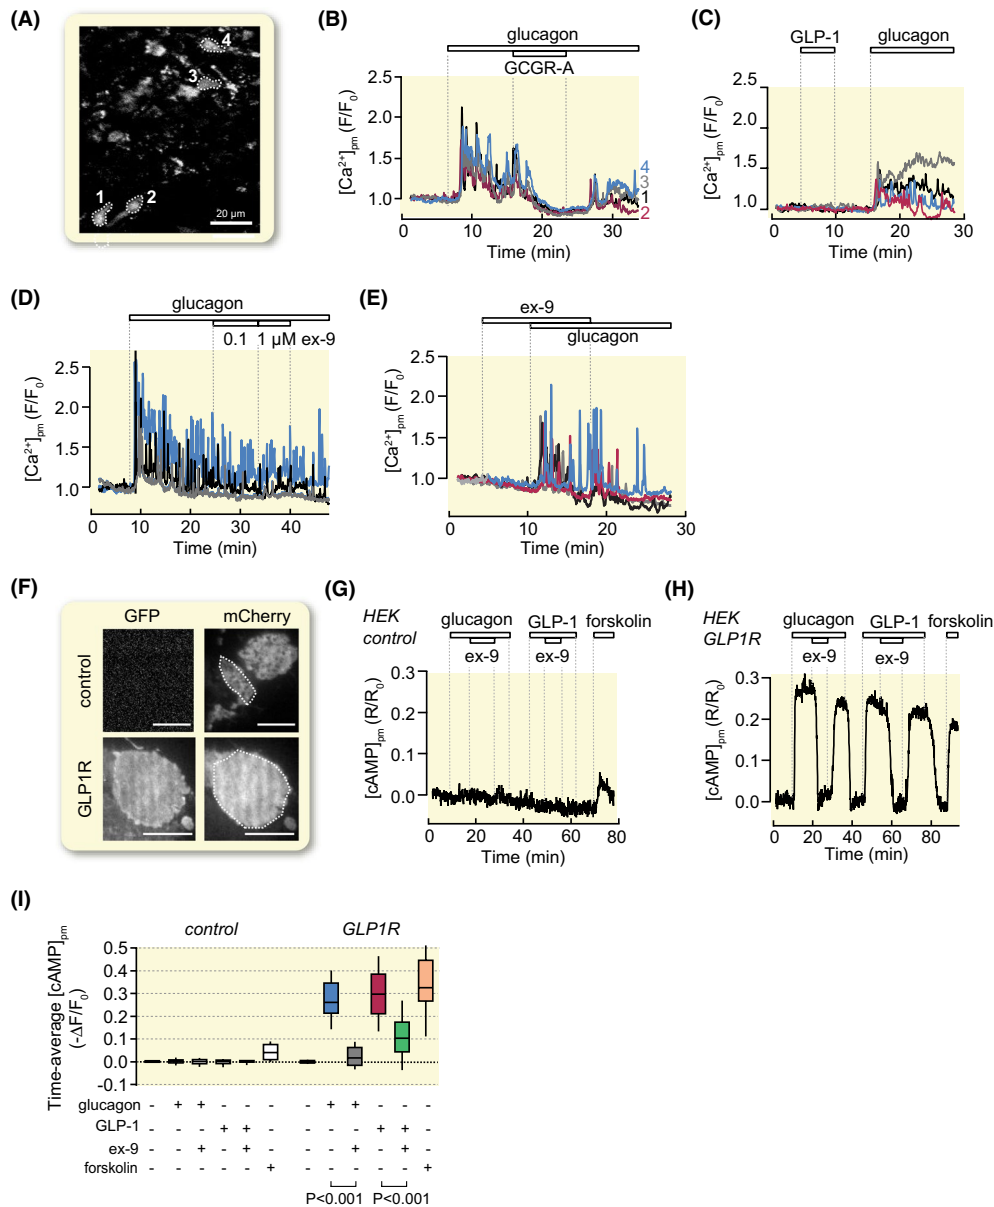 (A)
4
3
1
2
20 μm
(B)
glucagon
GCGR-A
2.5
2.0
1.5
1.0
[Ca²⁺]pm (F/F₀)
4
3
1
2
0 10 20 30
Time (min)
(C)
GLP-1 glucagon
2.5
2.0
1.5
1.0
[Ca²⁺]pm (F/F₀)
0 10 20 30
Time (min)
(D)
glucagon
0.1 1 μM ex-9
2.5
2.0
1.5
1.0
[Ca²⁺]pm (F/F₀)
0 10 20 30 40
Time (min)
(E)
ex-9
glucagon
2.5
2.0
1.5
1.0
[Ca²⁺]pm (F/F₀)
0 10 20 30
Time (min)
(F)
GFP mCherry
control
GLP1R
(G)
HEK
control
glucagon GLP-1 forskolin
ex-9 ex-9
0.3
0.2
0.1
0.0
[cAMP]pm (R/R₀)
0 20 40 60 80
Time (min)
(H)
HEK
GLP1R
glucagon GLP-1 forskolin
ex-9 ex-9
0.3
0.2
0.1
0.0
[cAMP]pm (R/R₀)
0 20 40 60 80
Time (min)
(I)
control GLP1R
Time-average [cAMP]pm
(-ΔF/F₀)
0.5
0.4
0.3
0.2
0.1
0.0
-0.1
glucagon - + + - - - - + + - - -
GLP-1 - - - + + - - - - + + -
ex-9 - - + - + - - - + - + -
forskolin - - - - - + - - - - - +
P<0.001 P<0.001